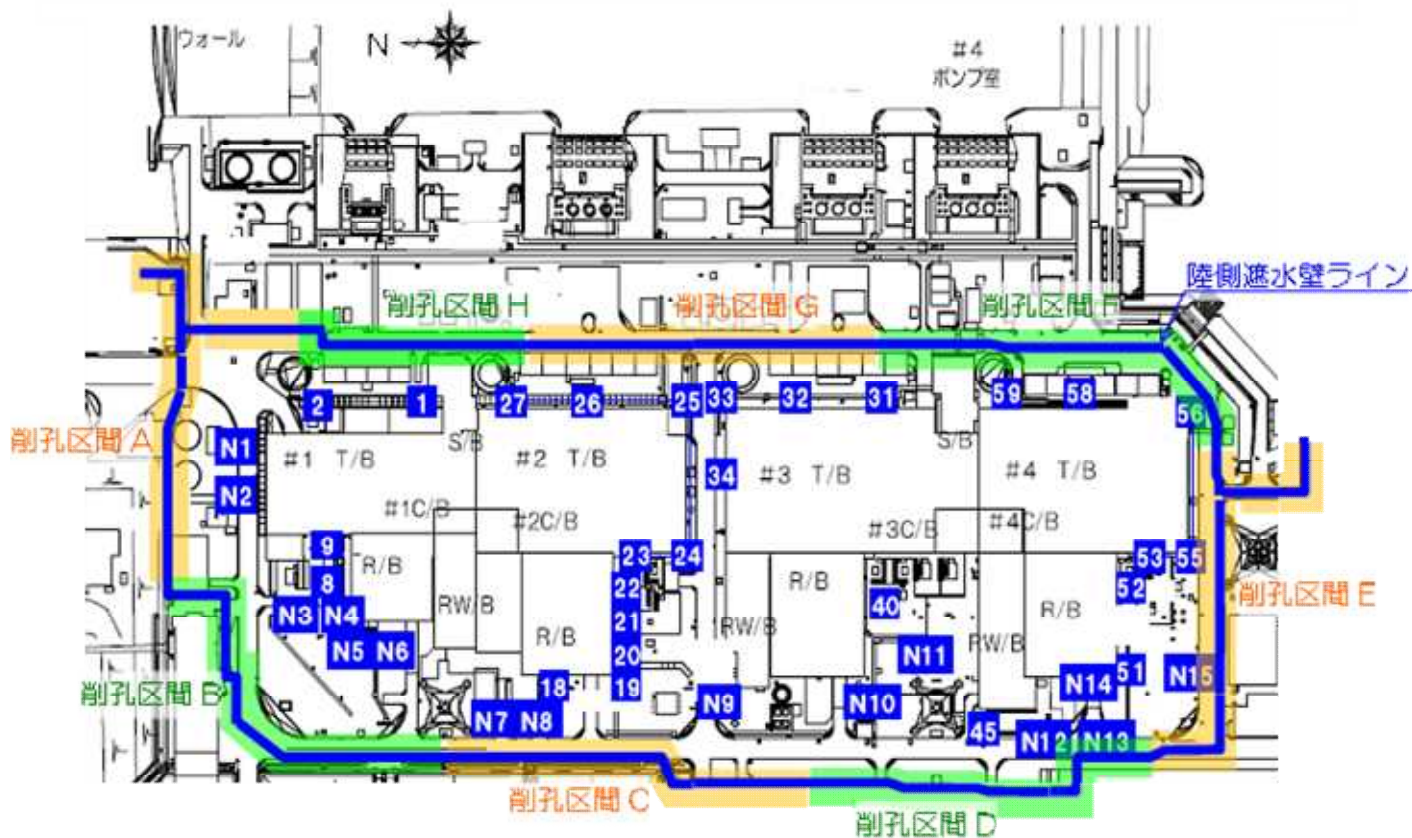 ウォール
N
#4
ポンプ室
陸側遮水壁ライン
削孔区間 H
削孔区間 G
削孔区間 F
2
1
27
26
25
33
32
31
59
58
56
削孔区間 A
N1
N2
S/B
#1 T/B
#2 T/B
34
#3 T/B
S/B
#4 T/B
#1C/B
#2C/B
#3C/B
#4C/B
9
8
R/B
23
24
22
R/B
53
55
52
N3
N4
RW/B
21
40
R/B
削孔区間 E
N5
N6
R/B
20
RW/B
N11
RW/B
削孔区間 B
18
19
N14
51
N15
N7
N8
N9
N10
45
N12
N13
削孔区間 C
削孔区間 D